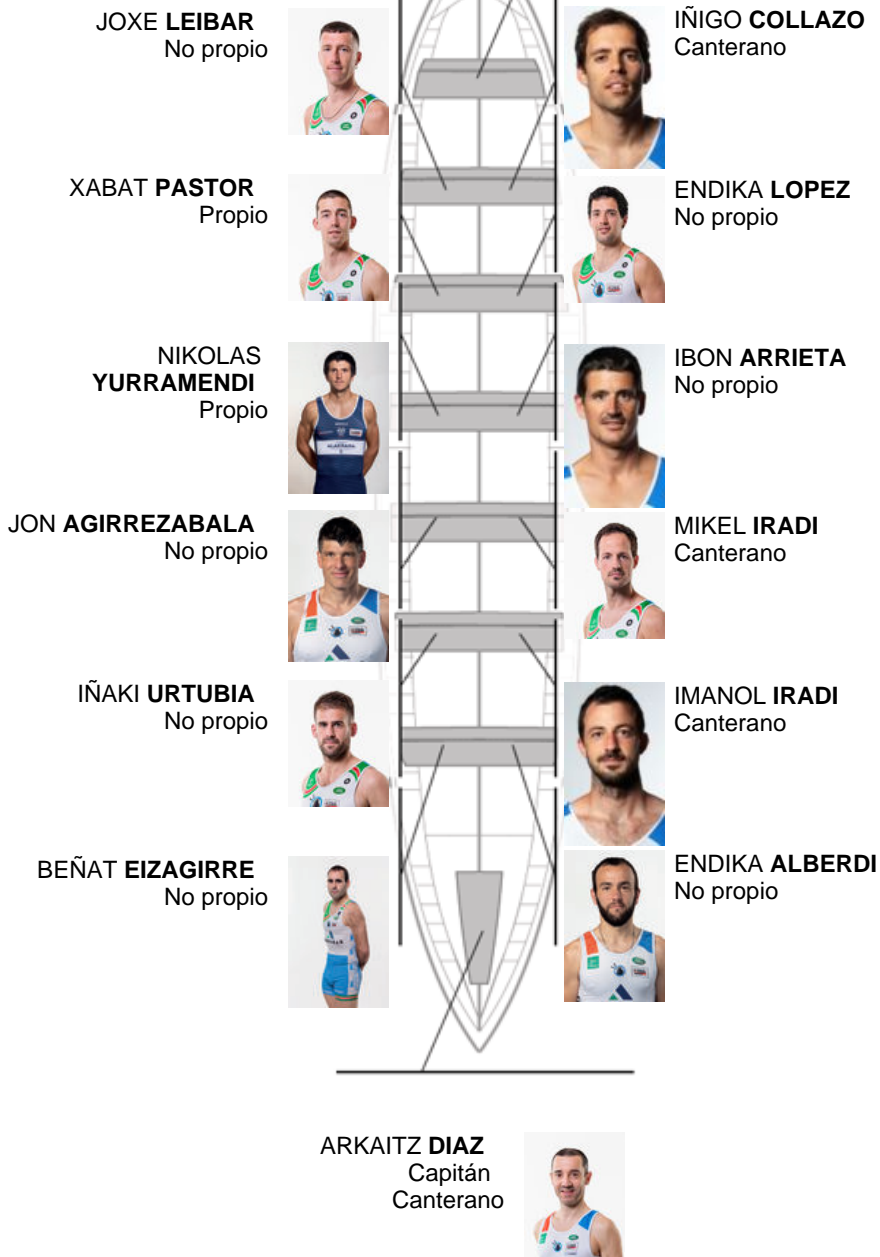 JOXE LEIBAR
No propio
IÑIGO COLLAZO
Canterano
XABAT PASTOR
Propio
ENDIKA LOPEZ
No propio
NIKOLAS
YURRAMENDI
Propio
IBON ARRIETA
No propio
JON AGIRREZABALA
No propio
MIKEL IRADI
Canterano
IÑAKI URTUBIA
No propio
IMANOL IRADI
Canterano
BEÑAT EIZAGIRRE
No propio
ENDIKA ALBERDI
No propio
ARKAITZ DIAZ
Capitán
Canterano